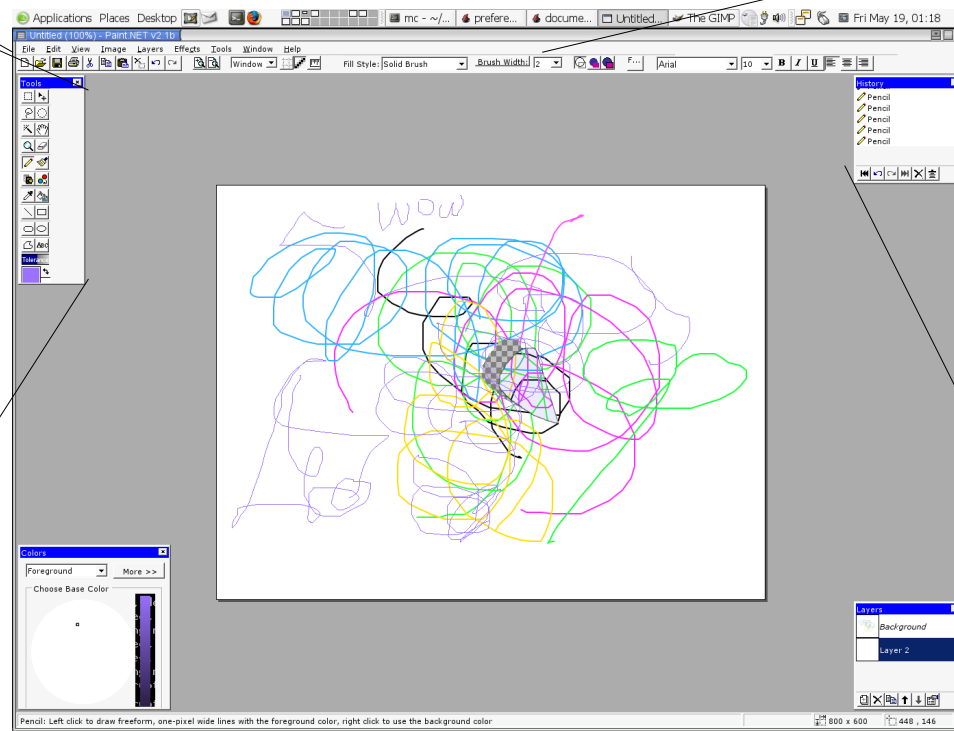 Applications Places Desktop mc - ~/... prefere... docume... Untitled... The GIMP Fri May 19, 01:18
Untitled (100%) - Paint.NET v2.1b
File Edit View Image Layers Effects Tools Window Help
Window Fill Style: Solid Brush Brush Width: 2 F... Arial 10 B I U
Tools
Abc
Tolerance
History
Pencil
Pencil
Pencil
Pencil
Pencil
WOW
Colors
Foreground More >>
Choose Base Color
Layers
Background
Layer 2
Pencil: Left click to draw freeform, one-pixel wide lines with the foreground color, right click to use the background color 800 x 600 448 , 146